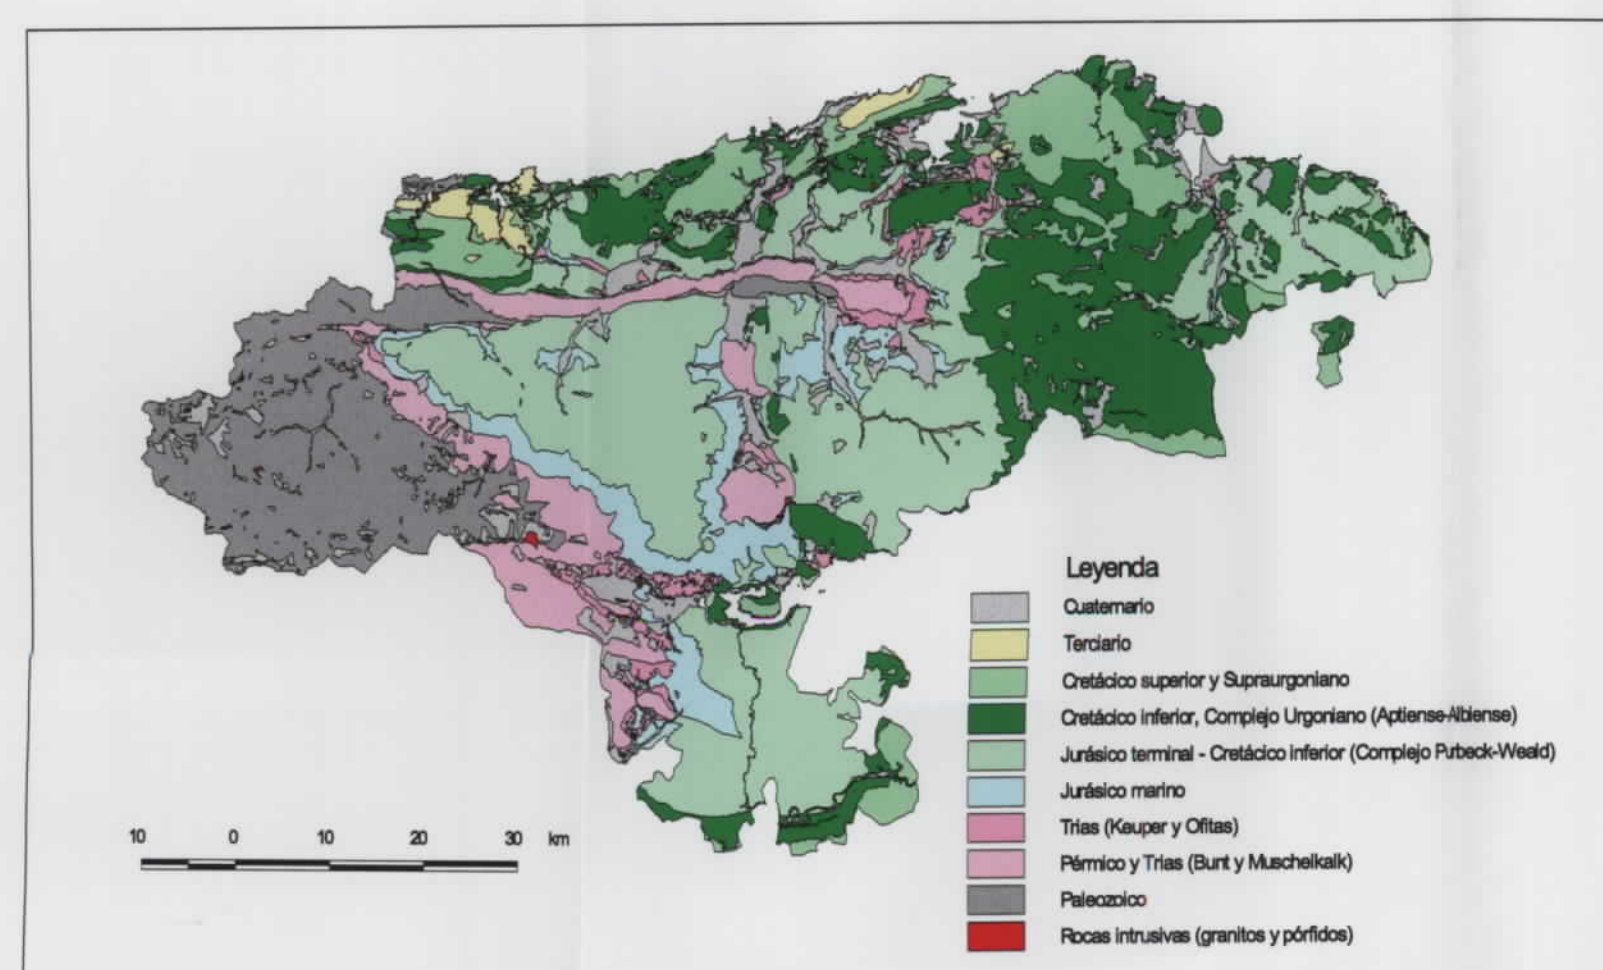 Leyenda
Cuaternario
Terciario
Cretácico superior y Supraurgoniano
Cretácico inferior, Complejo Urgoniano (Aptiense-Albiense)
Jurásico terminal - Cretácico inferior (Complejo Purbeck-Weald)
Jurásico marino
Trias (Keuper y Ofitas)
Pérmico y Trias (Bunt y Muschelkalk)
Paleozoico
Rocas intrusivas (granitos y pórfidos)
10 0 10 20 30 km